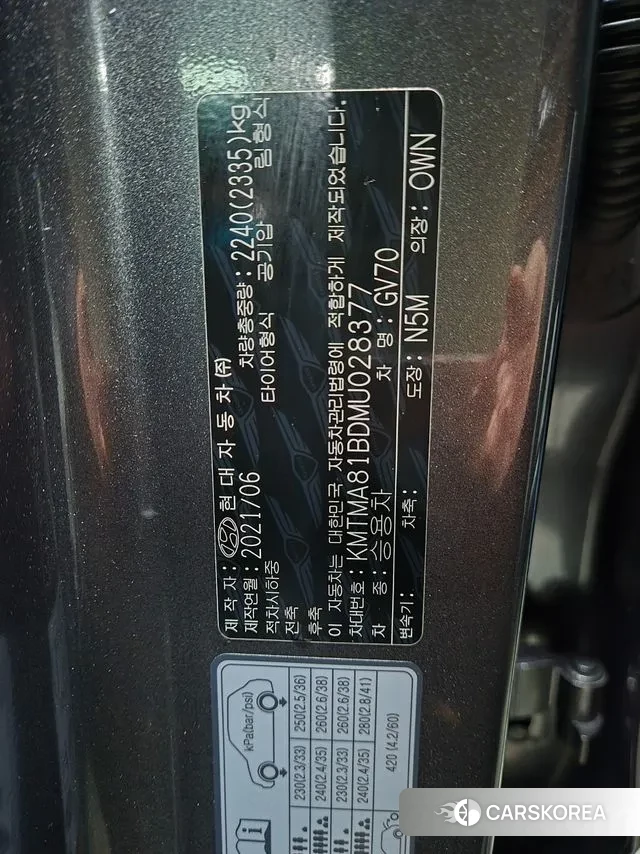 제 작 자 : 현 대 자 동 차 ㈜
제작연월 : 2021/06 차량총중량 : 2240(2335)kg
적차시하중 타이어형식 공기압 림형식
전축
후축
이 자동차는 대한민국 자동차관리법령에 적합하게 제작되었습니다.
차대번호 : KMTMA81BDMU028377
차 종 : 승용차 차 명 : GV70
변속기 : 차축 : 도장 : N5M 의장 : OWN
kPa(bar/psi)
230(2.3/33) 250(2.5/36)
240(2.4/35) 260(2.6/38)
230(2.3/33) 260(2.6/38)
240(2.4/35) 280(2.8/41)
420 (4.2/60)
CARSKOREA